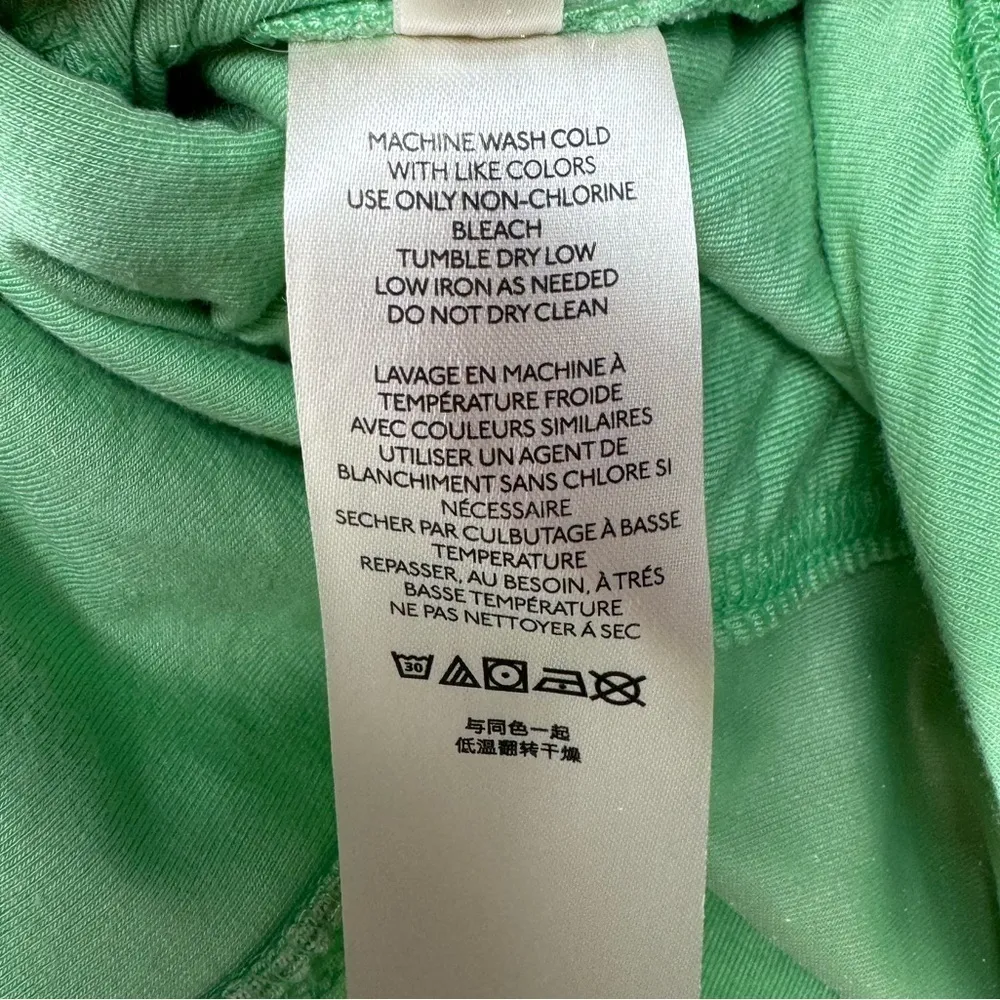 MACHINE WASH COLD
WITH LIKE COLORS
USE ONLY NON-CHLORINE
BLEACH
TUMBLE DRY LOW
LOW IRON AS NEEDED
DO NOT DRY CLEAN
LAVAGE EN MACHINE À
TEMPÉRATURE FROIDE
AVEC COULEURS SIMILAIRES
UTILISER UN AGENT DE
BLANCHIMENT SANS CHLORE SI
NÉCESSAIRE
SECHER PAR CULBUTAGE À BASSE
TEMPERATURE
REPASSER, AU BESOIN, À TRÉS
BASSE TEMPÉRATURE
NE PAS NETTOYER Á SEC
30
与同色一起
低温翻转干燥